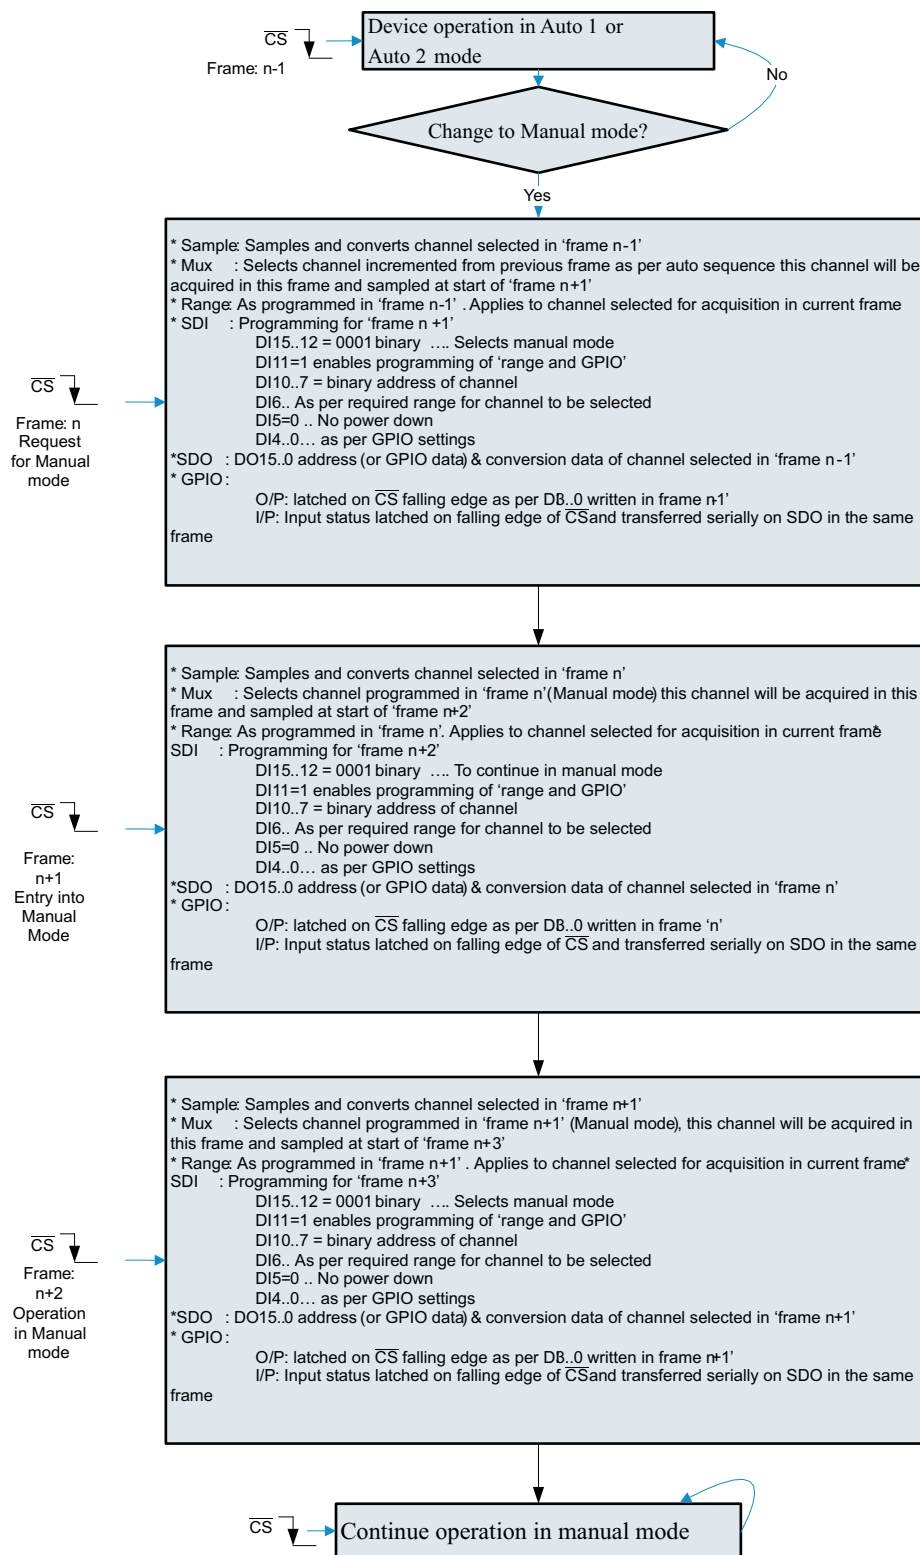 Device operation in Auto 1 or
Auto 2 mode
CS
Frame: n-1
No
Change to Manual mode?
Yes
* Sample: Samples and converts channel selected in ‘frame n-1’
* Mux : Selects channel incremented from previous frame as per auto sequence this channel will be
acquired in this frame and sampled at start of ‘frame n+1’
* Range: As programmed in ‘frame n-1’ . Applies to channel selected for acquisition in current frame
* SDI : Programming for ‘frame n +1’
DI15..12 = 0001 binary …. Selects manual mode
DI11=1 enables programming of ‘range and GPIO’
DI10..7 = binary address of channel
DI6.. As per required range for channel to be selected
DI5=0 .. No power down
DI4..0… as per GPIO settings
*SDO : DO15..0 address (or GPIO data) & conversion data of channel selected in ‘frame n-1’
* GPIO :
O/P: latched on CS falling edge as per DB..0 written in frame n-1’
I/P: Input status latched on falling edge of CS and transferred serially on SDO in the same
frame
CS
Frame: n
Request
for Manual
mode
* Sample: Samples and converts channel selected in ‘frame n’
* Mux : Selects channel programmed in ‘frame n’(Manual mode) this channel will be acquired in this
frame and sampled at start of ‘frame n+2’
* Range: As programmed in ‘frame n’. Applies to channel selected for acquisition in current frame*
SDI : Programming for ‘frame n+2’
DI15..12 = 0001 binary …. To continue in manual mode
DI11=1 enables programming of ‘range and GPIO’
DI10..7 = binary address of channel
DI6.. As per required range for channel to be selected
DI5=0 .. No power down
DI4..0… as per GPIO settings
*SDO : DO15..0 address (or GPIO data) & conversion data of channel selected in ‘frame n’
* GPIO :
O/P: latched on CS falling edge as per DB..0 written in frame ‘n’
I/P: Input status latched on falling edge of CS and transferred serially on SDO in the same
frame
CS
Frame:
n+1
Entry into
Manual
Mode
* Sample: Samples and converts channel selected in ‘frame n+1’
* Mux : Selects channel programmed in ‘frame n+1’ (Manual mode), this channel will be acquired in
this frame and sampled at start of ‘frame n+3’
* Range: As programmed in ‘frame n+1’ . Applies to channel selected for acquisition in current frame*
SDI : Programming for ‘frame n+3’
DI15..12 = 0001 binary …. Selects manual mode
DI11=1 enables programming of ‘range and GPIO’
DI10..7 = binary address of channel
DI6.. As per required range for channel to be selected
DI5=0 .. No power down
DI4..0… as per GPIO settings
*SDO : DO15..0 address (or GPIO data) & conversion data of channel selected in ‘frame n+1’
* GPIO :
O/P: latched on CS falling edge as per DB..0 written in frame n+1’
I/P: Input status latched on falling edge of CS and transferred serially on SDO in the same
frame
CS
Frame:
n+2
Operation
in Manual
mode
CS
Continue operation in manual mode